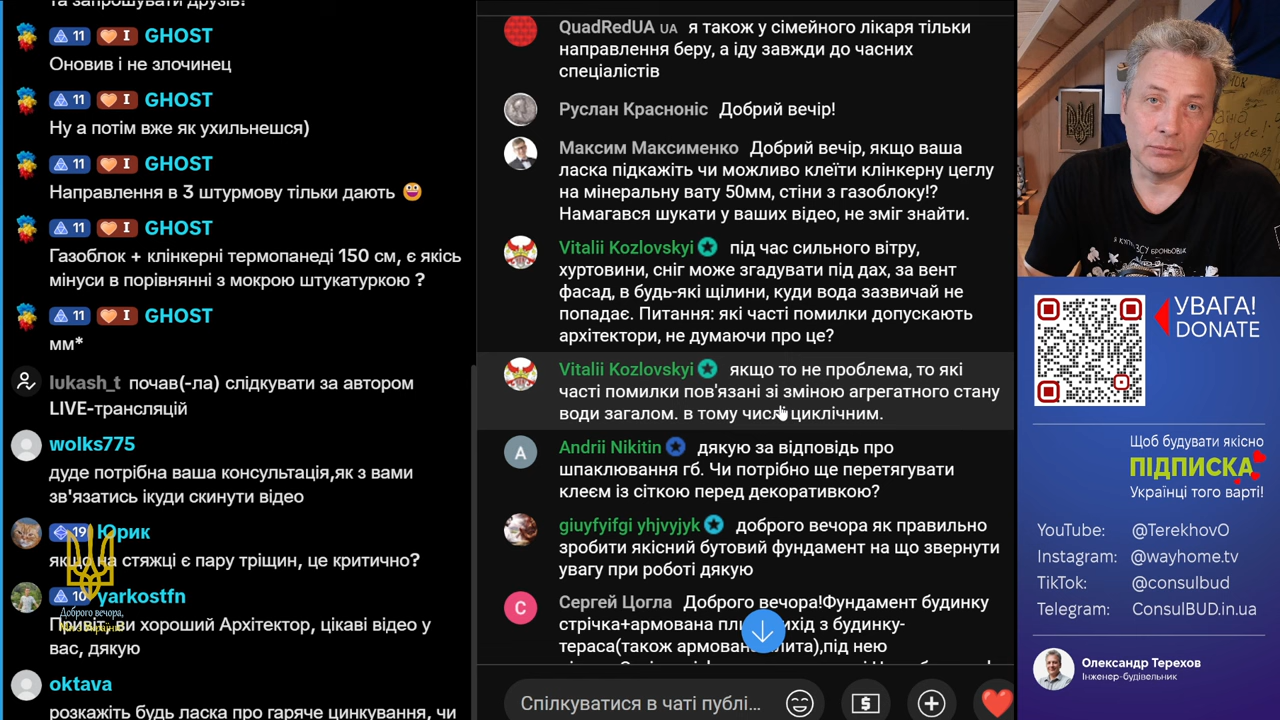 та запрошувати друзів!
11 I GHOST
Оновив і не злочинец
11 I GHOST
Ну а потім вже як ухильнешся)
11 I GHOST
Направлення в 3 штурмову тільки дають 😀
11 I GHOST
Газоблок + клінкерні термопанеді 150 см, є якісь
мінуси в порівнянні з мокрою штукатуркою ?
11 I GHOST
мм*
lukash_t почав(-ла) слідкувати за автором
LIVE-трансляцій
wolks775
дуде потрібна ваша консультація,як з вами
зв'язатись ікуди скинути відео
19 Юрик
якщо на стяжці є пару тріщин, це критично?
10 yarkostfn
Доброго вечора,
Привіт, ви хороший Архітектор, цікаві відео у
вас, дякую
oktava
розкажіть будь ласка про гаряче цинкування, чи
QuadRedUA UA я також у сімейного лікаря тільки
направлення беру, а іду завжди до часних
спеціалістів
Руслан Красноніс Добрий вечір!
Максим Максименко Добрий вечір, якщо ваша
ласка підкажіть чи можливо клеїти клінкерну цеглу
на мінеральну вату 50мм, стіни з газоблоку!?
Намагався шукати у ваших відео, не зміг знайти.
Vitalii Kozlovskyi під час сильного вітру,
хуртовини, сніг може згадувати під дах, за вент
фасад, в будь-які щілини, куди вода зазвичай не
попадає. Питання: які часті помилки допускають
архітектори, не думаючи про це?
Vitalii Kozlovskyi якщо то не проблема, то які
часті помилки пов'язані зі зміною агрегатного стану
води загалом. в тому числі циклічним.
A Andrii Nikitin дякую за відповідь про
шпаклювання гб. Чи потрібно ще перетягувати
клеєм із сіткою перед декоративкою?
giuyfyifgi yhjvyjyk доброго вечора як правильно
зробити якісний бутовий фундамент на що звернути
увагу при роботі дякую
C Сергей Цогла Доброго вечора!Фундамент будинку
стрічка+армована вихід з будинку-
тераса(також армована плита),під нею
Спілкуватися в чаті публі...
УВАГА!
DONATE
Щоб будувати якісно
ПІДПИСКА
Українці того варті!
YouTube: @TerekhovO
Instagram: @wayhome.tv
TikTok: @consulbud
Telegram: ConsulBUD.in.ua
Олександр Терехов
Інженер-будівельник